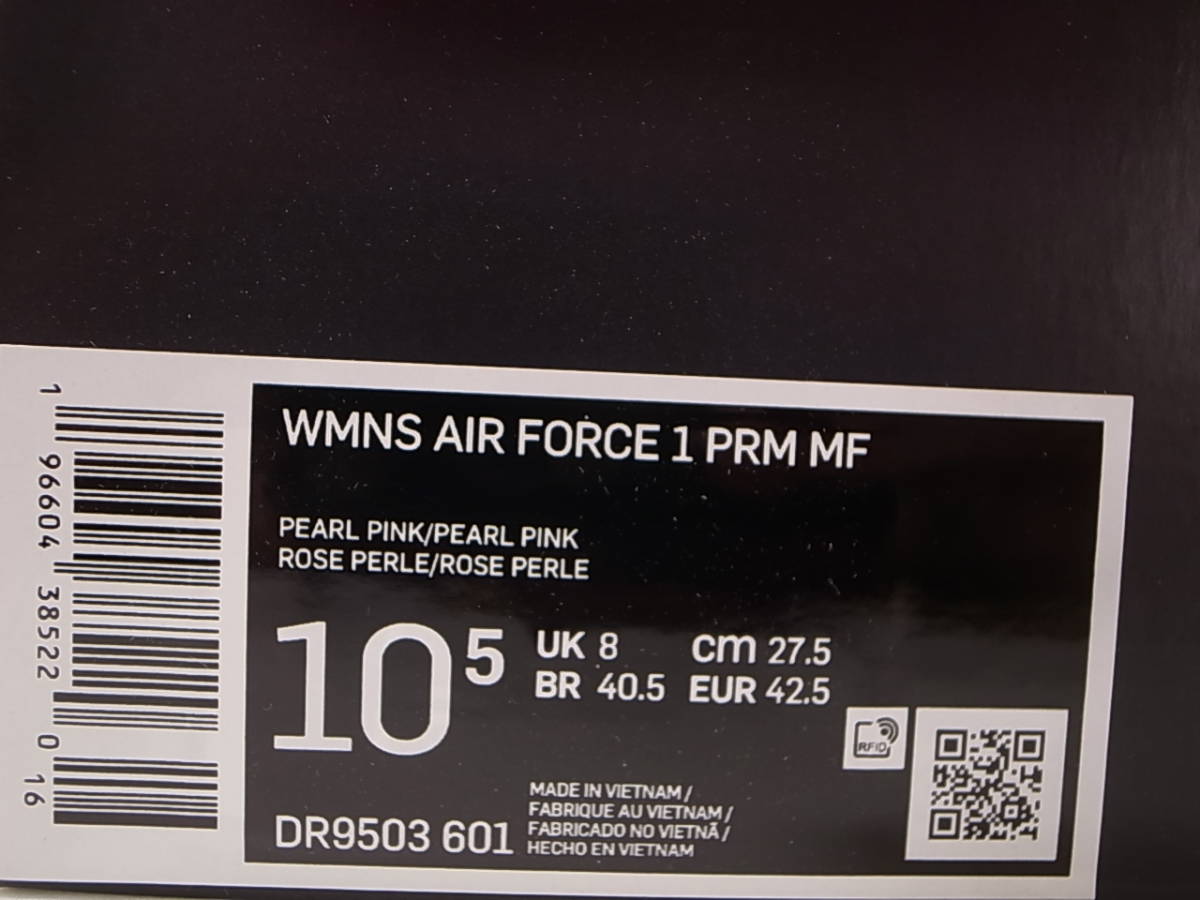 WMNS AIR FORCE 1 PRM MF
PEARL PINK/PEARL PINK
ROSE PERLE/ROSE PERLE
10 5
UK 8 cm 27.5
BR 40.5 EUR 42.5
RFID
DR9503 601
MADE IN VIETNAM /
FABRIQUE AU VIETNAM /
FABRICADO NO VIETNÃ /
HECHO EN VIETNAM
1 96604 38522 0 16